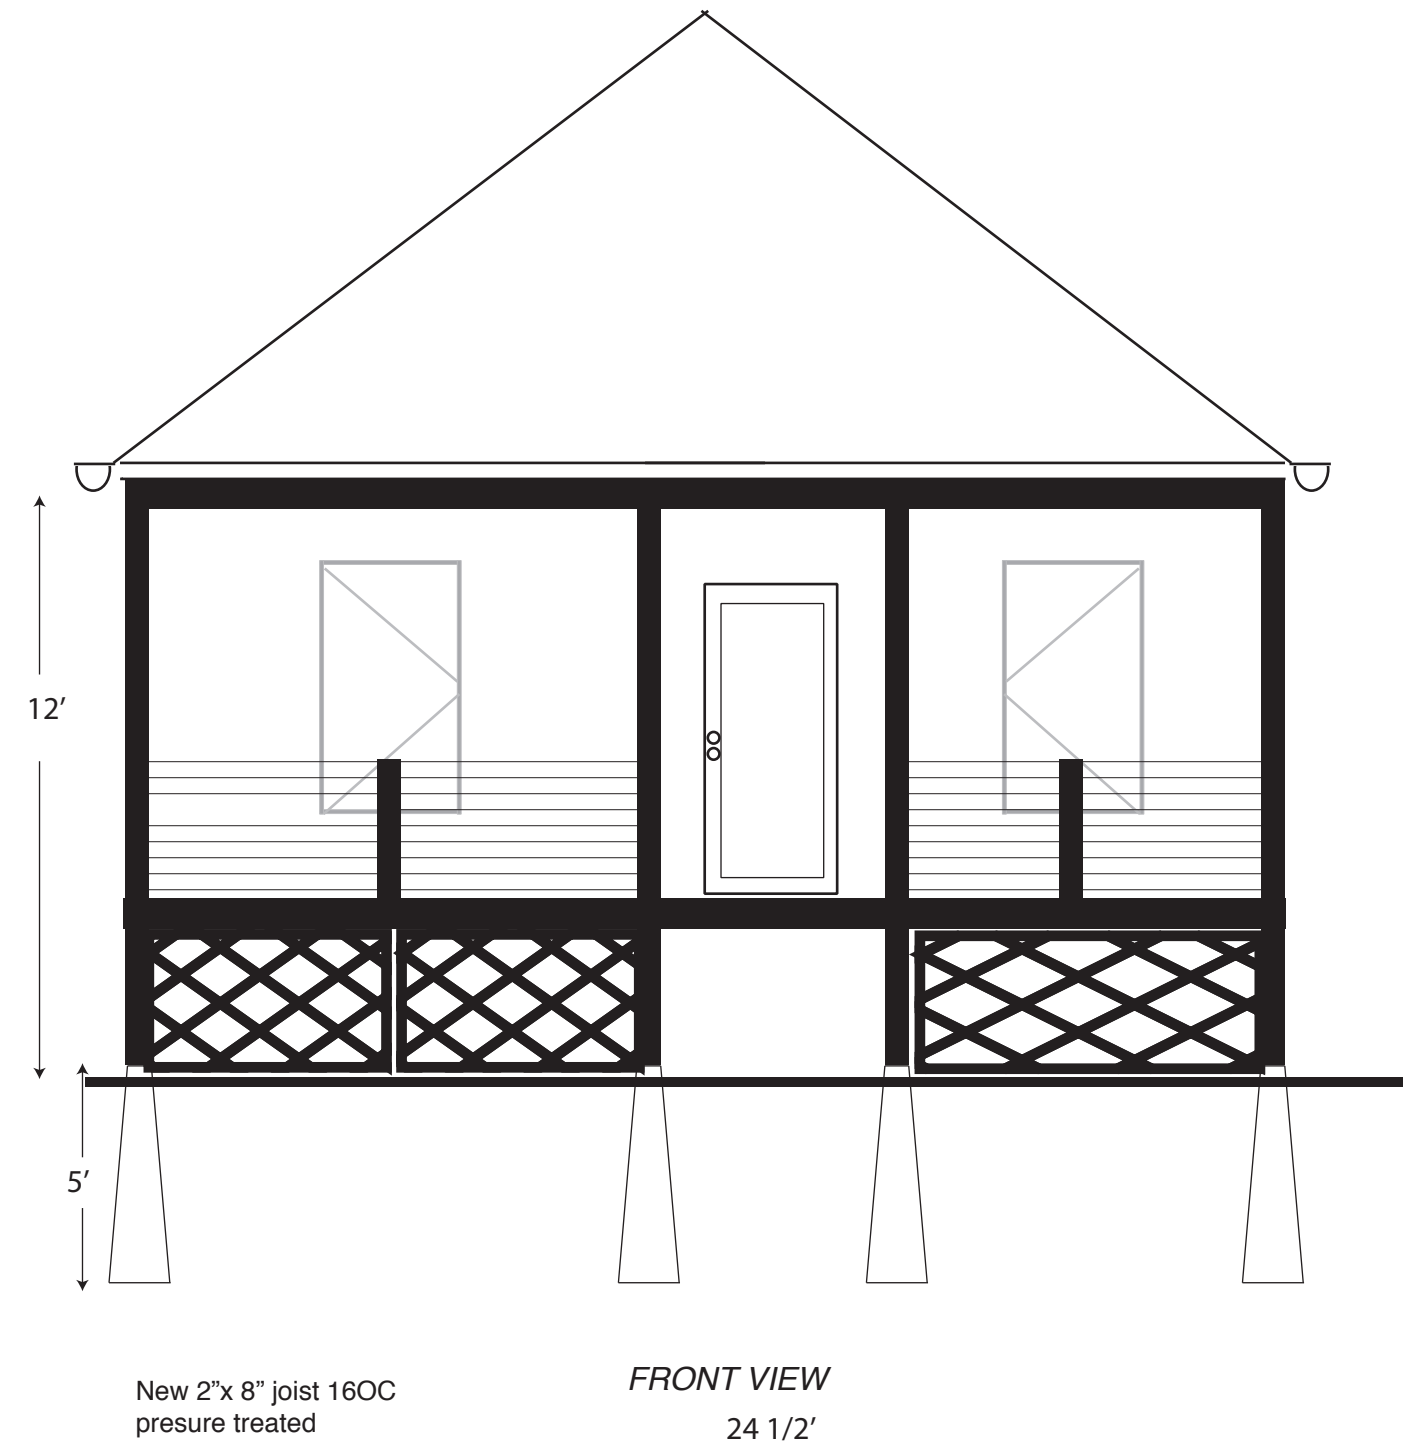 12’
5’
New 2”x 8” joist 16OC
presure treated
FRONT VIEW
24 1/2’